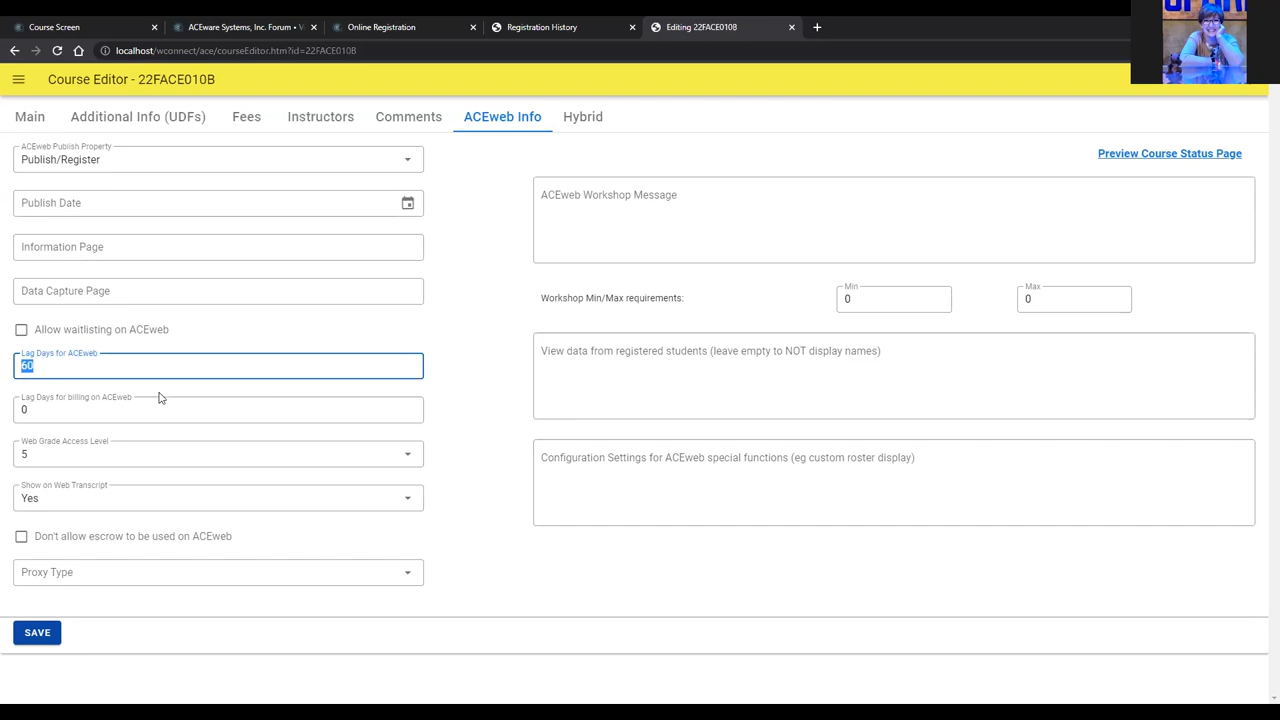 Course Screen
ACEware Systems, Inc. Forum - V
Online Registration
Registration History
Editing 22FACE010B
localhost/wconnect/ace/courseEditor.htm?id=22FACE010B
Course Editor - 22FACE010B
Main
Additional Info (UDFs)
Fees
Instructors
Comments
ACEweb Info
Hybrid
ACEweb Publish Property
Publish/Register
Publish Date
Information Page
Data Capture Page
Allow waitlisting on ACEweb
Lag Days for ACEweb
60
Lag Days for billing on ACEweb
0
Web Grade Access Level
5
Show on Web Transcript
Yes
Don't allow escrow to be used on ACEweb
Proxy Type
SAVE
Preview Course Status Page
ACEweb Workshop Message
Workshop Min/Max requirements:
Min
0
Max
0
View data from registered students (leave empty to NOT display names)
Configuration Settings for ACEweb special functions (eg custom roster display)